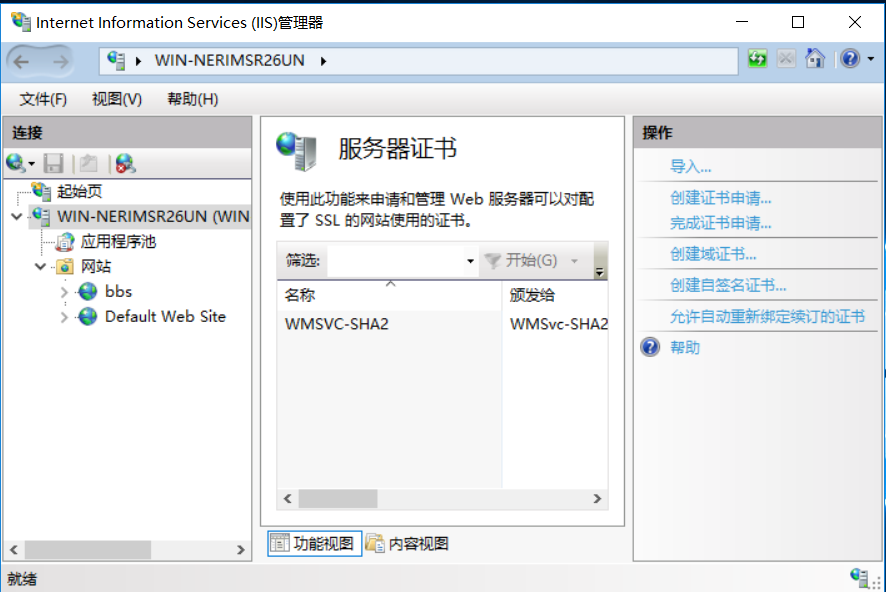 Internet Information Services (IIS)管理器
WIN-NERIMSR26UN
文件(F) 视图(V) 帮助(H)
连接
起始页
WIN-NERIMSR26UN (WIN
应用程序池
网站
bbs
Default Web Site
服务器证书
使用此功能来申请和管理 Web 服务器可以对配
置了 SSL 的网站使用的证书。
筛选: 开始(G)
名称 颁发给
WMSVC-SHA2 WMSvc-SHA2
功能视图 内容视图
操作
导入...
创建证书申请...
完成证书申请...
创建域证书...
创建自签名证书...
允许自动重新绑定续订的证书
帮助
就绪